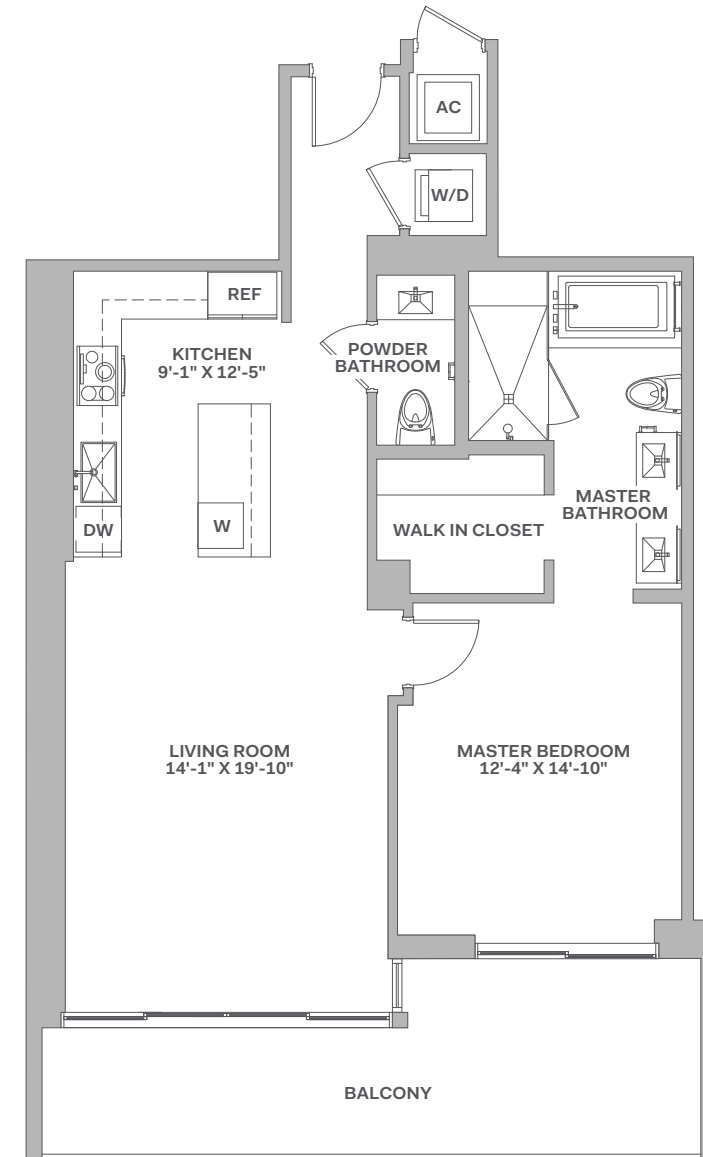 AC
W/D
REF
KITCHEN
9'-1" X 12'-5"
POWDER
BATHROOM
MASTER
BATHROOM
WALK IN CLOSET
DW
W
LIVING ROOM
14'-1" X 19'-10"
MASTER BEDROOM
12'-4" X 14'-10"
BALCONY